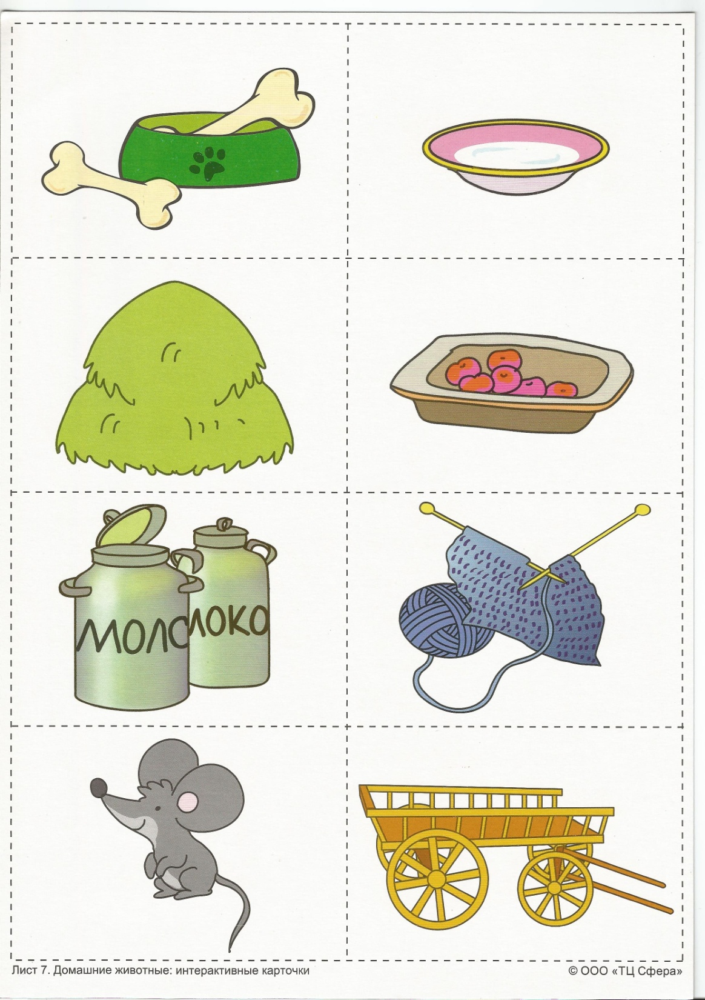 МОЛО
ЛОКО
Лист 7. Домашние животные: интерактивные карточки
© ООО «ТЦ Сфера»